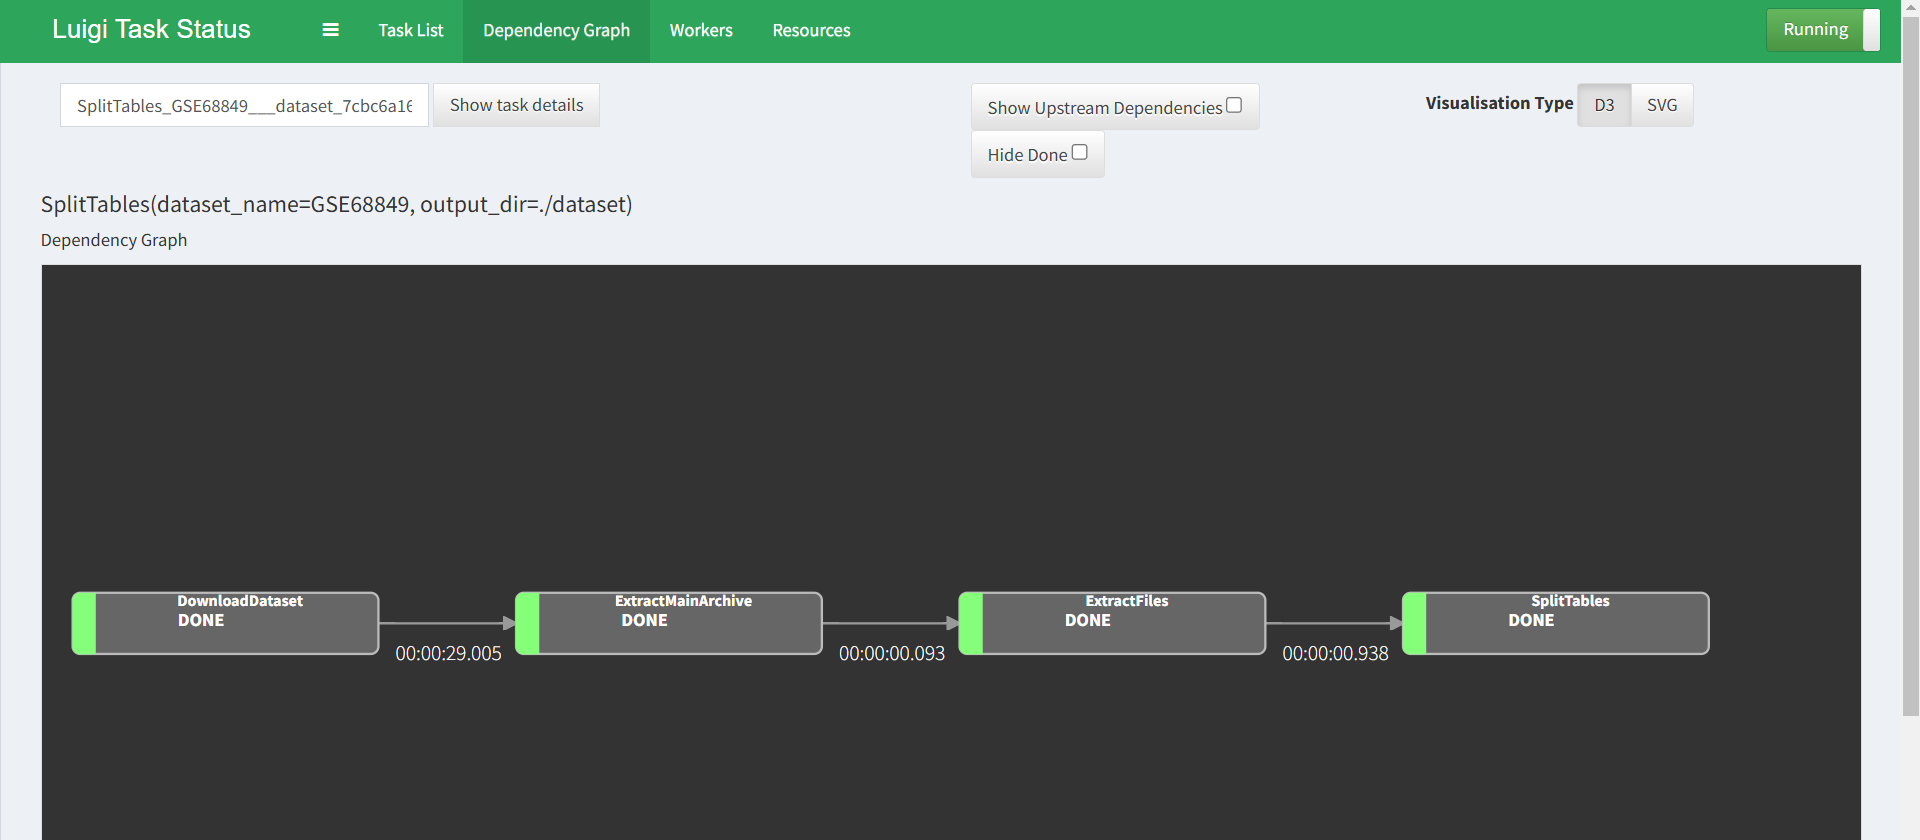 Luigi Task Status
Task List
Dependency Graph
Workers
Resources
Running
SplitTables_GSE68849___dataset_7cbc6a16
Show task details
Show Upstream Dependencies
Hide Done
Visualisation Type
D3
SVG
SplitTables(dataset_name=GSE68849, output_dir=./dataset)
Dependency Graph
DownloadDataset
DONE
00:00:29.005
ExtractMainArchive
DONE
00:00:00.093
ExtractFiles
DONE
00:00:00.938
SplitTables
DONE